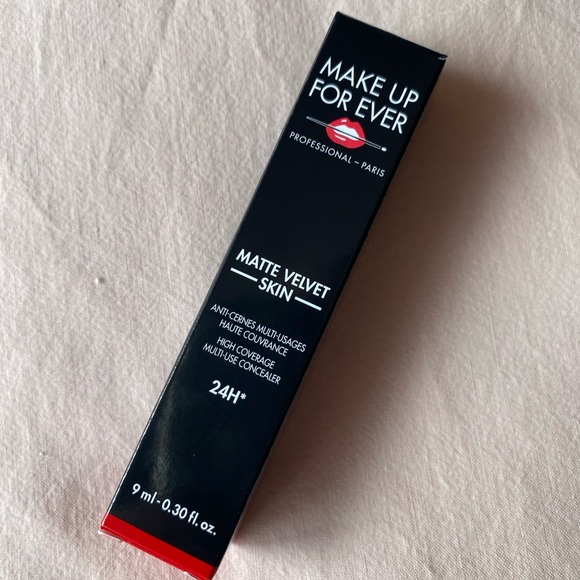 MAKE UP
FOR EVER
PROFESSIONAL – PARIS
MATTE VELVET
SKIN
ANTI-CERNES MULTI-USAGES
HAUTE COUVRANCE
HIGH COVERAGE
MULTI-USE CONCEALER
24H*
9 ml - 0.30 fl. oz.